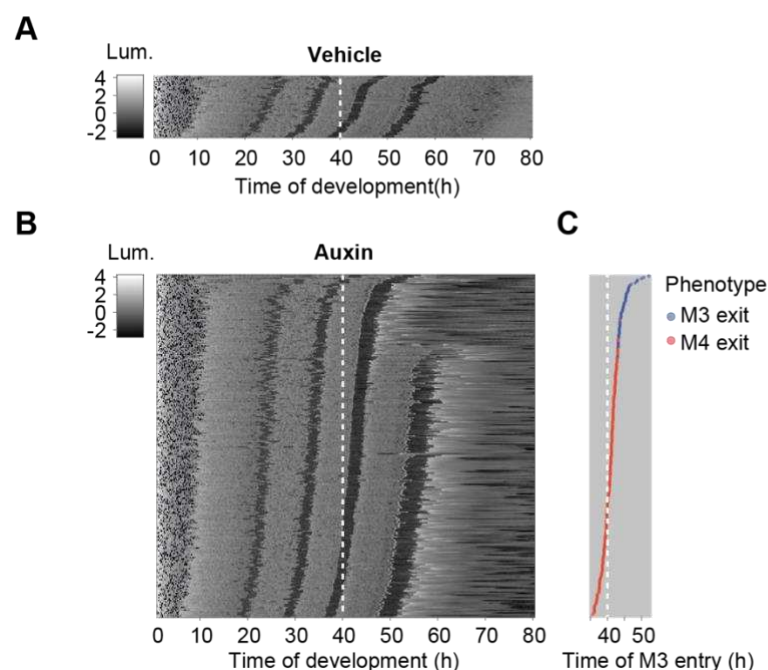 A
Lum.
Vehicle
4
2
0
-2
0 10 20 30 40 50 60 70 80
Time of development(h)
B
C
Lum.
Auxin
4
2
0
-2
Phenotype
M3 exit
M4 exit
0 10 20 30 40 50 60 70 80
Time of development (h)
40 50
Time of M3 entry (h)